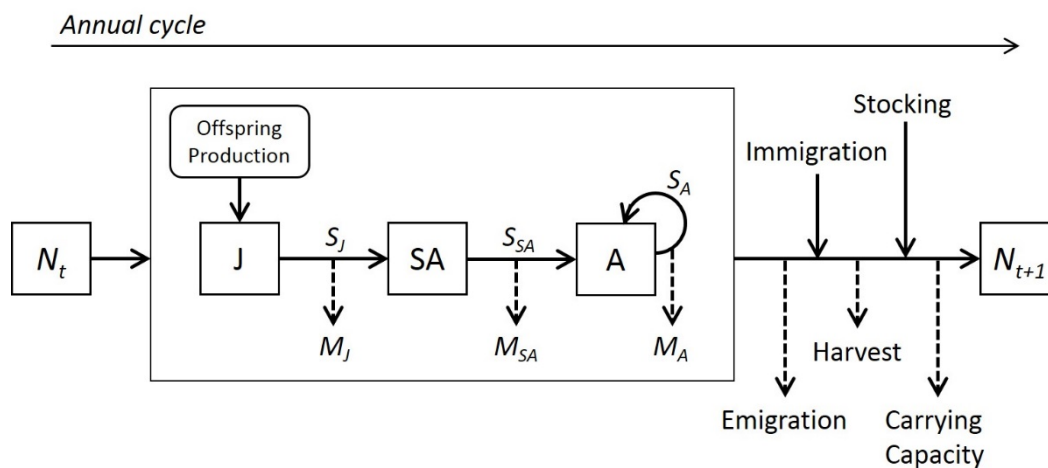 Annual cycle
Stocking
Offspring
Production
Immigration
N_t
J
S_J
SA
S_SA
A
S_A
N_t+1
M_J
M_SA
M_A
Harvest
Emigration
Carrying
Capacity